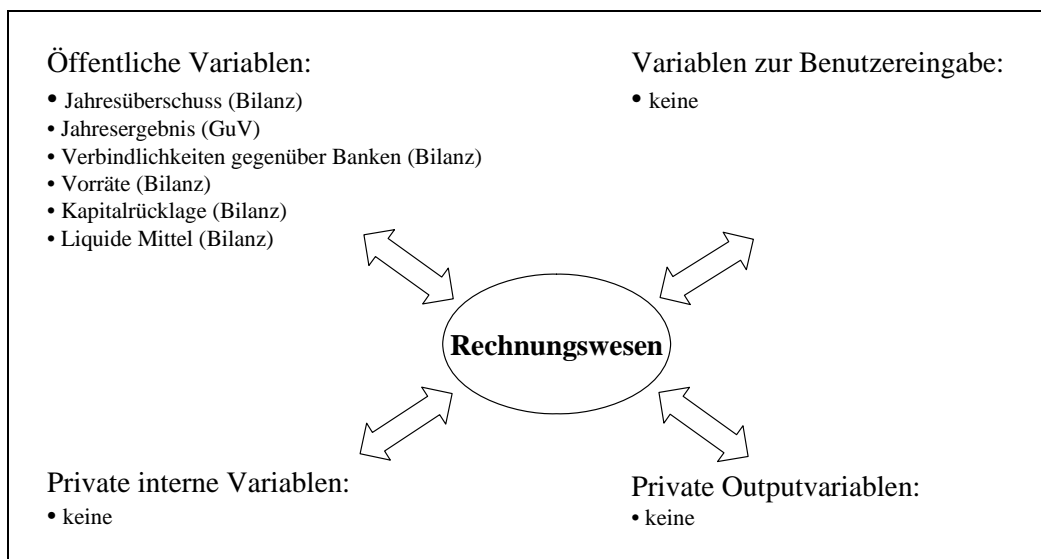 Öffentliche Variablen:
• Jahresüberschuss (Bilanz)
• Jahresergebnis (GuV)
• Verbindlichkeiten gegenüber Banken (Bilanz)
• Vorräte (Bilanz)
• Kapitalrücklage (Bilanz)
• Liquide Mittel (Bilanz)
Variablen zur Benutzereingabe:
• keine
Rechnungswesen
Private interne Variablen:
• keine
Private Outputvariablen:
• keine